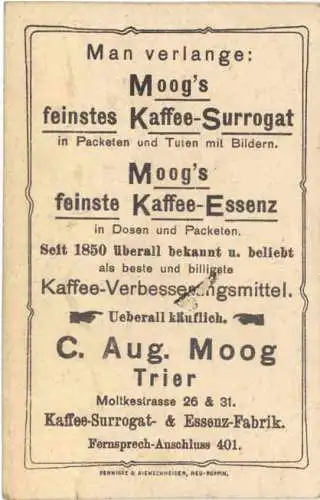 Man verlange:
Moog's
feinstes Kaffee-Surrogat
in Packeten und Tuten mit Bildern.
Moog's
feinste Kaffee-Essenz
in Dosen und Packeten.
Seit 1850 überall bekannt u. beliebt
als beste und billigste
Kaffee-Verbesserungsmittel.
Ueberall käuflich.
C. Aug. Moog
Trier
Moltkestrasse 26 & 31.
Kaffee-Surrogat- & Essenz-Fabrik.
Fernsprech-Anschluss 401.
NEU-RUPPIN.